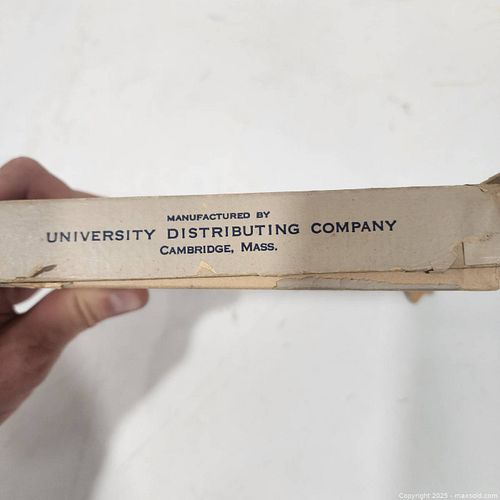 MANUFACTURED BY
UNIVERSITY DISTRIBUTING COMPANY
CAMBRIDGE, MASS.
Copyright 2025 - maxsold.com